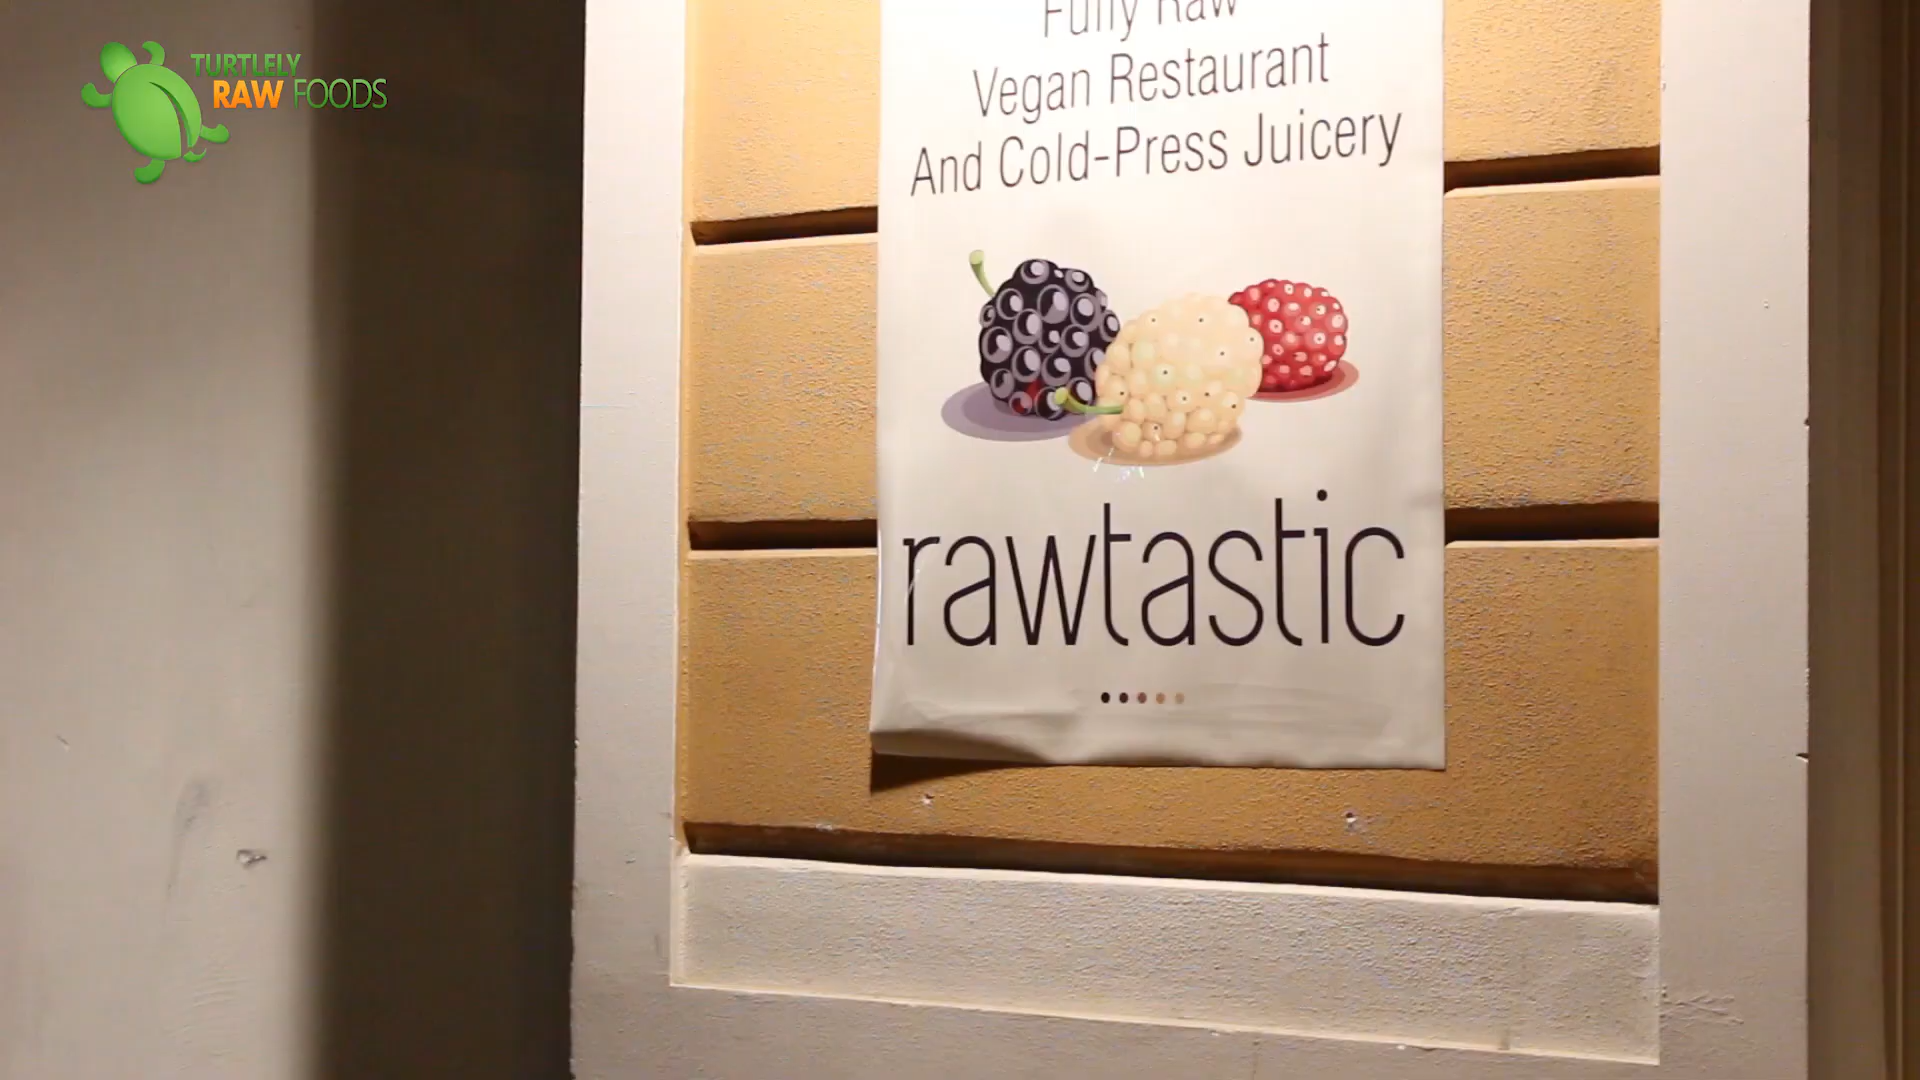 TURTLELY
RAW FOODS
Fully Raw
Vegan Restaurant
And Cold-Press Juicery
rawtastic